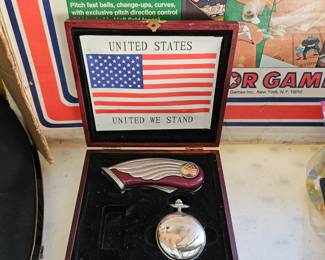 Pitch fast balls, change-ups, curves,
with exclusive pitch direction control
UNITED STATES
UNITED WE STAND
OR GAM
Games Inc., New York, N.Y. 10010